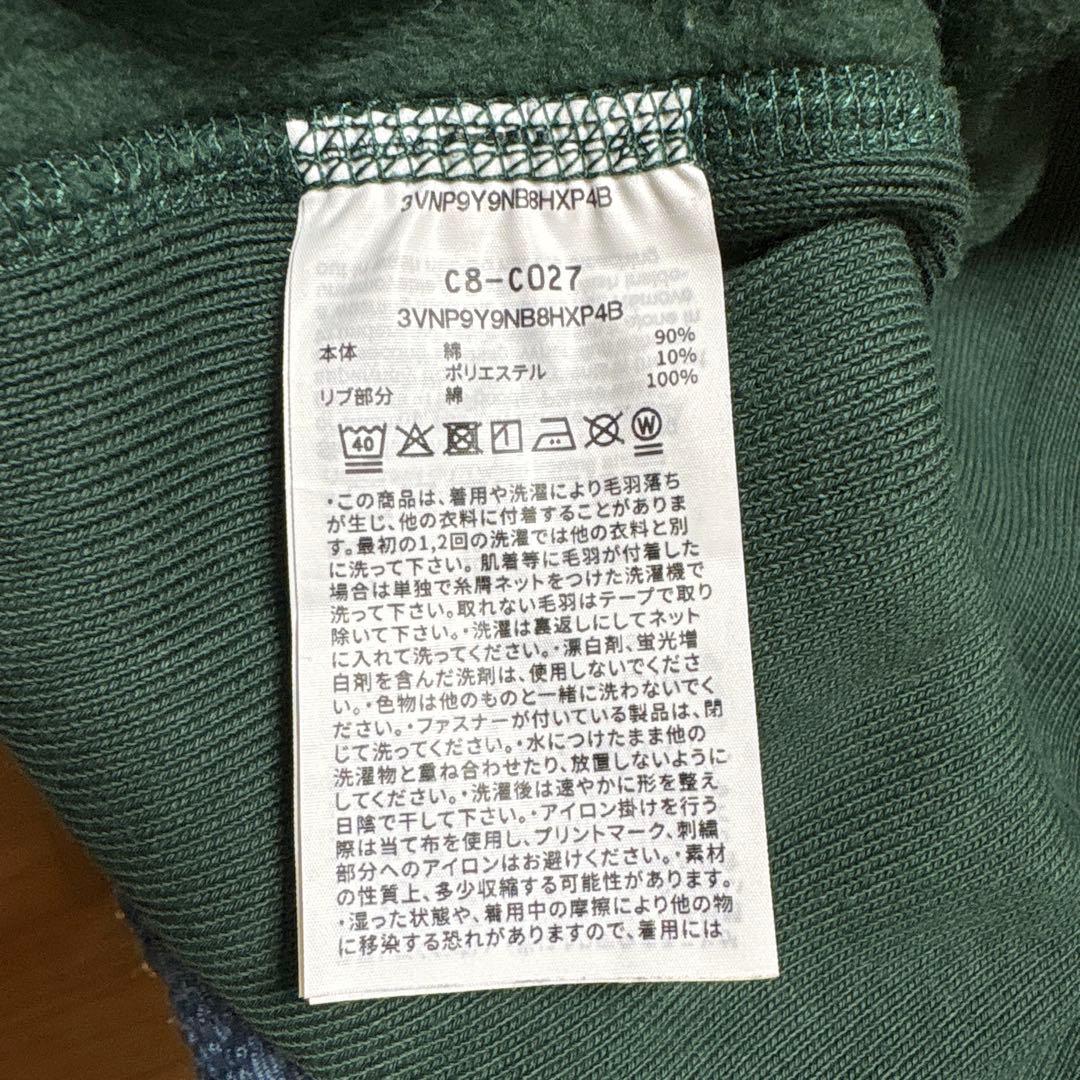 3VNP9Y9NB8HXP4B
C8-C027
3VNP9Y9NB8HXP4B
本体 綿 90%
ポリエステル 10%
リブ部分 綿 100%
40 W
・この商品は、着用や洗濯により毛羽落ち
が生じ、他の衣料に付着することがありま
す。最初の1,2回の洗濯では他の衣料と別
に洗って下さい。肌着等に毛羽が付着した
場合は単独で糸屑ネットをつけた洗濯機で
洗って下さい。取れない毛羽はテープで取り
除いて下さい。・洗濯は裏返しにしてネット
に入れて洗ってください。・漂白剤、蛍光増
白剤を含んだ洗剤は、使用しないでくださ
い。・色物は他のものと一緒に洗わないでく
ださい。・ファスナーが付いている製品は、閉
じて洗ってください。・水につけたまま他の
洗濯物と重ね合わせたり、放置しないように
してください。・洗濯後は速やかに形を整え
日陰で干して下さい。・アイロン掛けを行う
際は当て布を使用し、プリントマーク、刺繍
部分へのアイロンはお避けください。・素材
の性質上、多少収縮する可能性があります。
・湿った状態や、着用中の摩擦により他の物
に移染する恐れがありますので、着用には